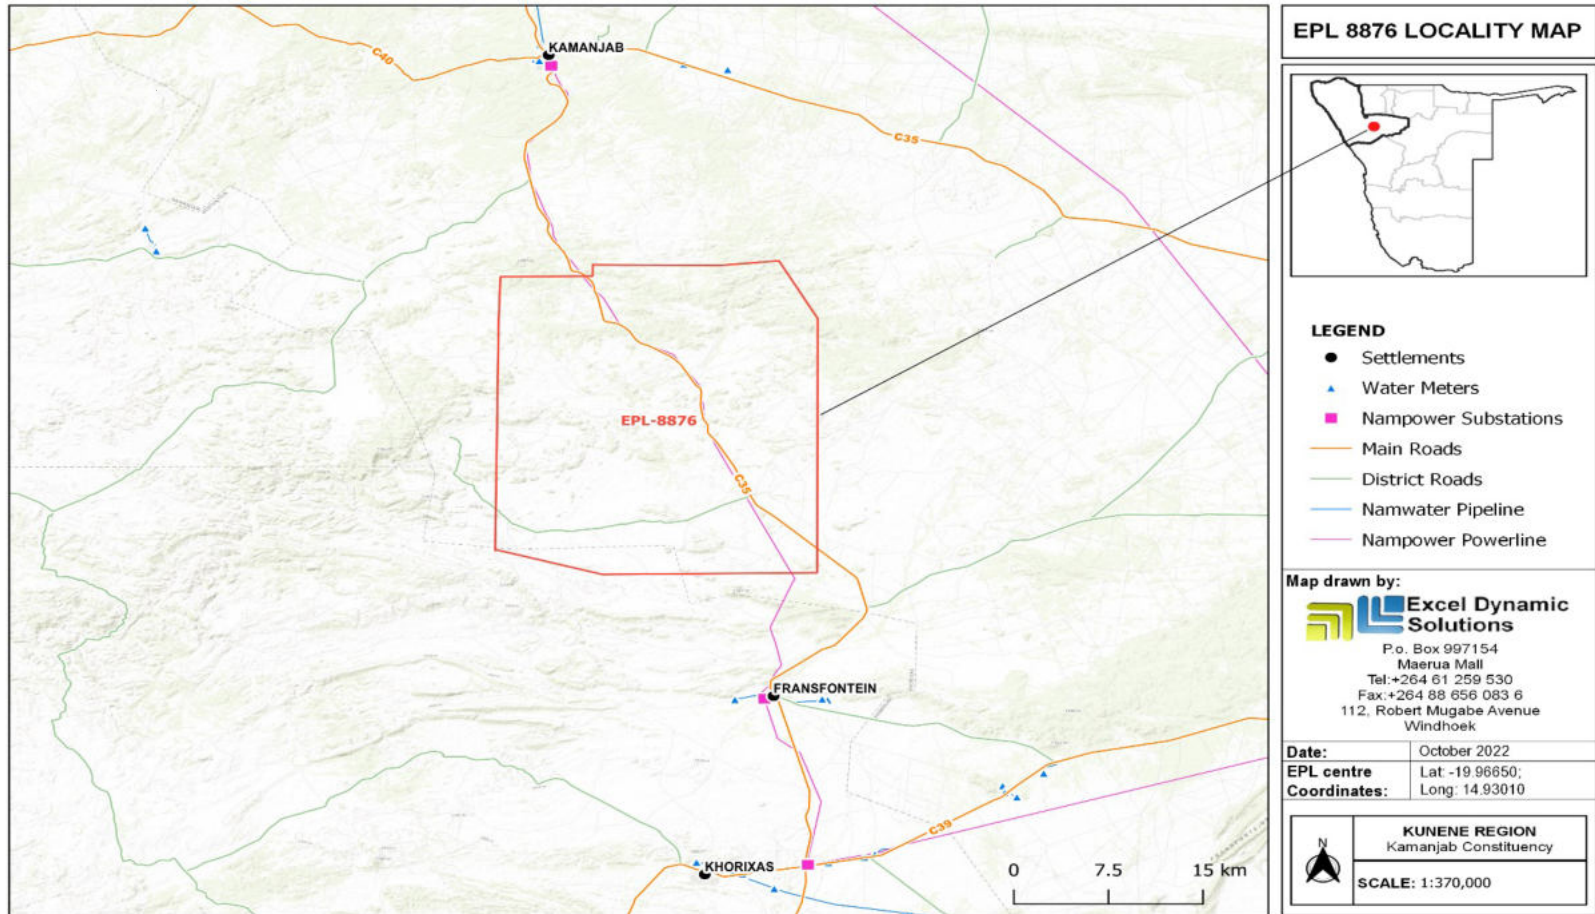 EPL 8876 LOCALITY MAP
KAMANJAB
C40
C35
EPL-8876
C35
FRANSFONTEIN
C39
KHORIXAS
0 7.5 15 km
LEGEND
Settlements
Water Meters
Nampower Substations
Main Roads
District Roads
Namwater Pipeline
Nampower Powerline
Map drawn by:
Excel Dynamic
Solutions
P.o. Box 997154
Maerua Mall
Tel:+264 61 259 530
Fax:+264 88 656 083 6
112, Robert Mugabe Avenue
Windhoek
Date: October 2022
EPL centre Lat: -19.96650;
Coordinates: Long: 14.93010
N
KUNENE REGION
Kamanjab Constituency
SCALE: 1:370,000